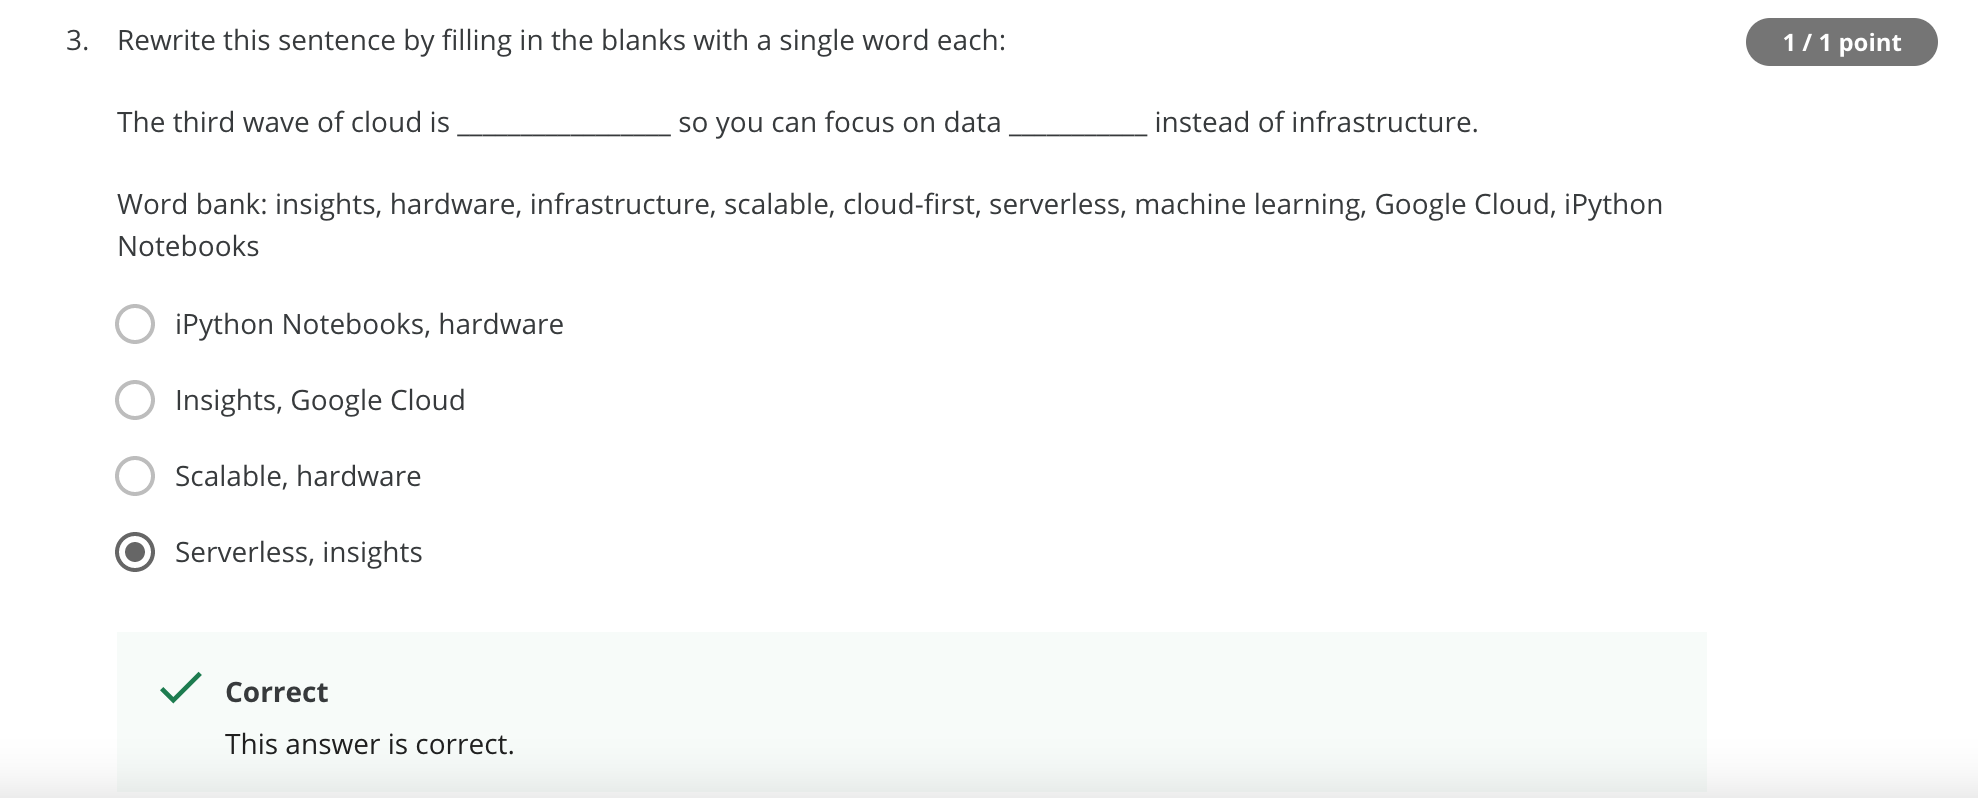 3. Rewrite this sentence by filling in the blanks with a single word each:
1 / 1 point
The third wave of cloud is _______________ so you can focus on data __________ instead of infrastructure.
Word bank: insights, hardware, infrastructure, scalable, cloud-first, serverless, machine learning, Google Cloud, iPython
Notebooks
iPython Notebooks, hardware
Insights, Google Cloud
Scalable, hardware
Serverless, insights
Correct
This answer is correct.